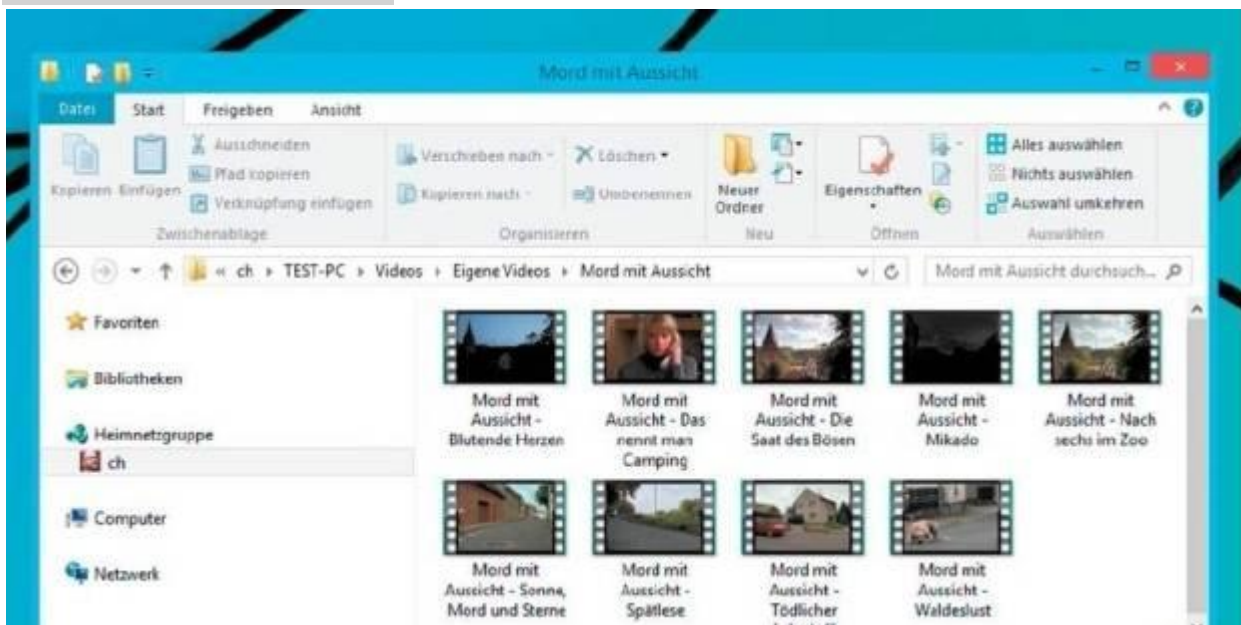 Mord mit Aussicht
Datei Start Freigeben Ansicht
Kopieren Einfügen
Ausschneiden
Pfad kopieren
Verknüpfung einfügen
Zwischenablage
Verschieben nach
Kopieren nach
Löschen
Umbenennen
Organisieren
Neuer
Ordner
Neu
Eigenschaften
Öffnen
Alles auswählen
Nichts auswählen
Auswahl umkehren
Auswählen
« ch TEST-PC Videos Eigene Videos Mord mit Aussicht
Mord mit Aussicht durchsuch...
Favoriten
Bibliotheken
Heimnetzgruppe
ch
Computer
Netzwerk
Mord mit
Aussicht -
Blutende Herzen
Mord mit
Aussicht - Das
nennt man
Camping
Mord mit
Aussicht - Die
Saat des Bösen
Mord mit
Aussicht -
Mikado
Mord mit
Aussicht - Nach
sechs im Zoo
Mord mit
Aussicht - Sonne,
Mord und Sterne
Mord mit
Aussicht -
Spätlese
Mord mit
Aussicht -
Tödlicher
Mord mit
Aussicht -
Waldeslust